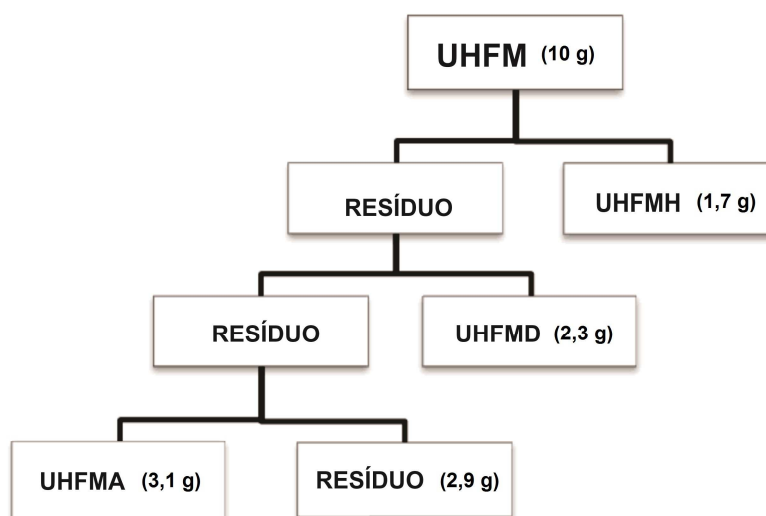 UHFM (10 g)
RESÍDUO
UHFMH (1,7 g)
RESÍDUO
UHFMD (2,3 g)
UHFMA (3,1 g)
RESÍDUO (2,9 g)